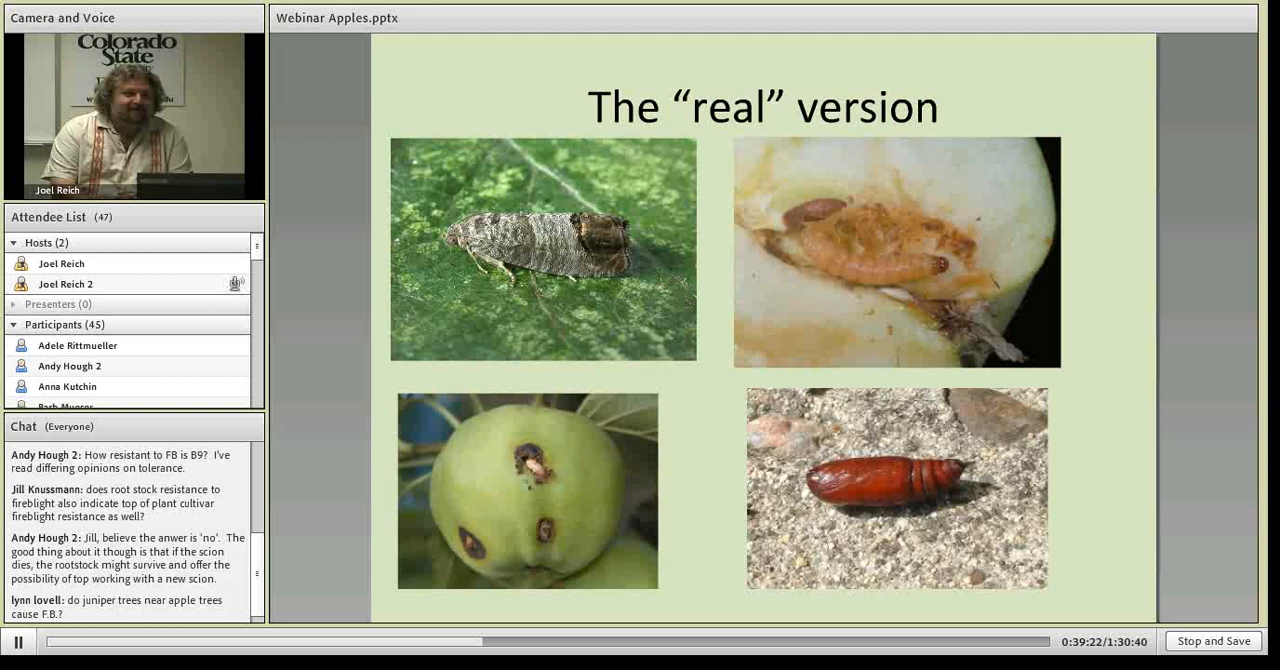 Camera and Voice
Colorado
State
Joel Reich
Attendee List (47)
Hosts (2)
Joel Reich
Joel Reich 2
Presenters (0)
Participants (45)
Adele Rittmueller
Andy Hough 2
Anna Kutchin
Chat (Everyone)
Andy Hough 2: How resistant to FB is B9? I've
read differing opinions on tolerance.
Jill Knussmann: does root stock resistance to
fireblight also indicate top of plant cultivar
fireblight resistance as well?
Andy Hough 2: Jill, believe the anwer is 'no'. The
good thing about it though is that if the scion
dies, the rootstock might survive and offer the
possibility of top working with a new scion.
lynn lovell: do juniper trees near apple trees
cause F.B.?
Webinar Apples.pptx
The “real” version
0:39:22/1:30:40
Stop and Save